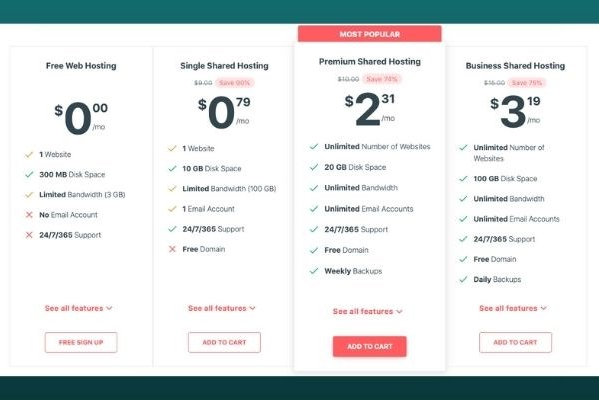 MOST POPULAR
Free Web Hosting
$0.00
/mo
1 Website
300 MB Disk Space
Limited Bandwidth (3 GB)
No Email Account
24/7/365 Support
See all features
FREE SIGN UP
Single Shared Hosting
$9.00 Save 90%
$0.79
/mo
1 Website
10 GB Disk Space
Limited Bandwidth (100 GB)
1 Email Account
24/7/365 Support
Free Domain
See all features
ADD TO CART
Premium Shared Hosting
$10.00 Save 74%
$2.31
/mo
Unlimited Number of Websites
20 GB Disk Space
Unlimited Bandwidth
Unlimited Email Accounts
24/7/365 Support
Free Domain
Weekly Backups
See all features
ADD TO CART
Business Shared Hosting
Save 79%
$3.19
/mo
Unlimited Number of
Websites
100 GB Disk Space
Unlimited Bandwidth
Unlimited Email Accounts
24/7/365 Support
Free Domain
Daily Backups
See all features
ADD TO CART